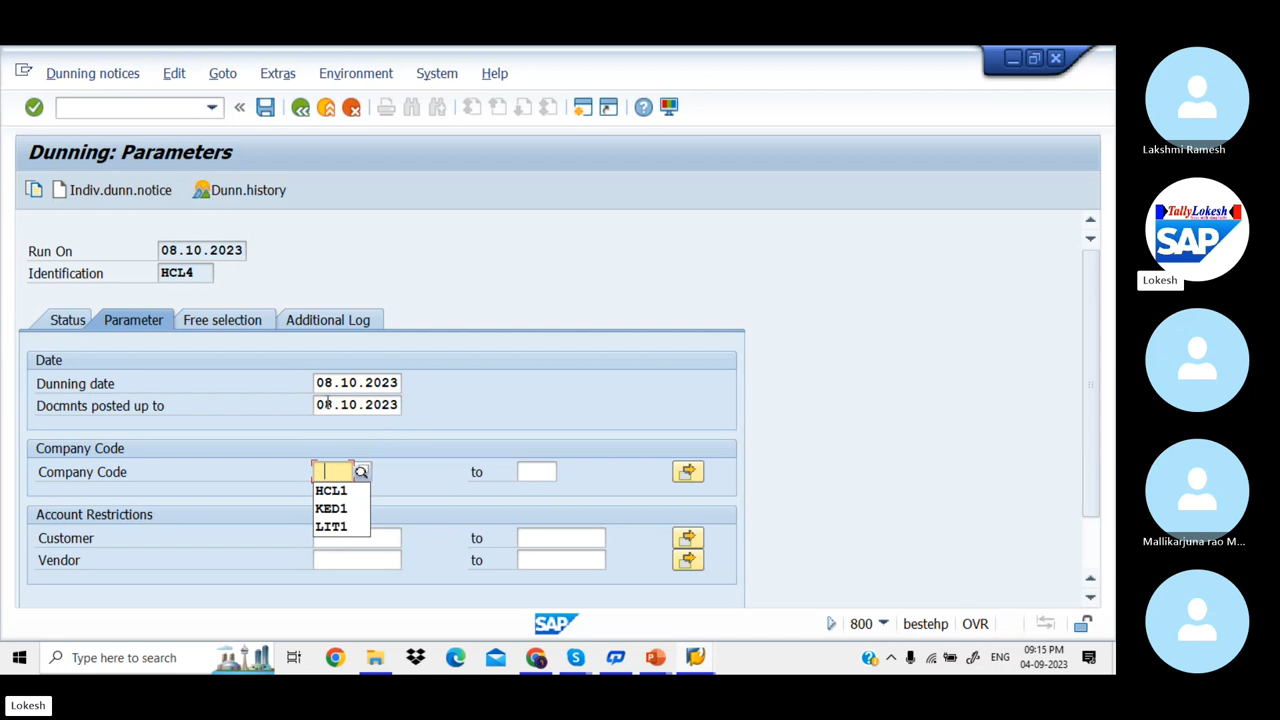 Dunning notices Edit Goto Extras Environment System Help
Dunning: Parameters
Indiv.dunn.notice Dunn.history
Run On 08.10.2023
Identification HCL4
Status Parameter Free selection Additional Log
Date
Dunning date 08.10.2023
Docmnts posted up to 08.10.2023
Company Code
Company Code to
HCL1
KED1
LIT1
Account Restrictions
Customer to
Vendor to
SAP 800 bestehp OVR
Type here to search ENG 09:15 PM
04-09-2023
Lakshmi Ramesh
TallyLokesh
SAP
Lokesh
Mallikarjuna rao M...
Lokesh